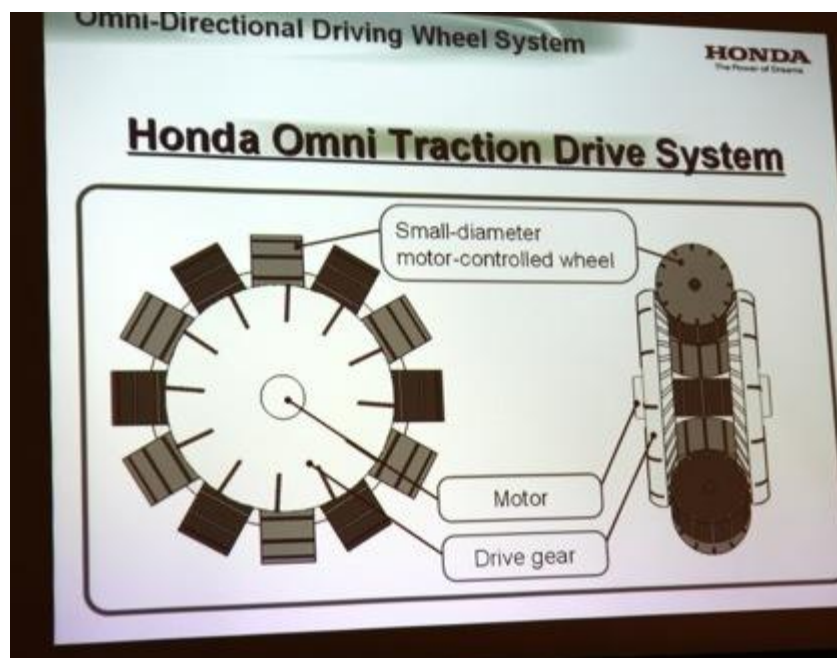 Omni-Directional Driving Wheel System
HONDA
The Power of Dreams
Honda Omni Traction Drive System
Small-diameter
motor-controlled wheel
Motor
Drive gear